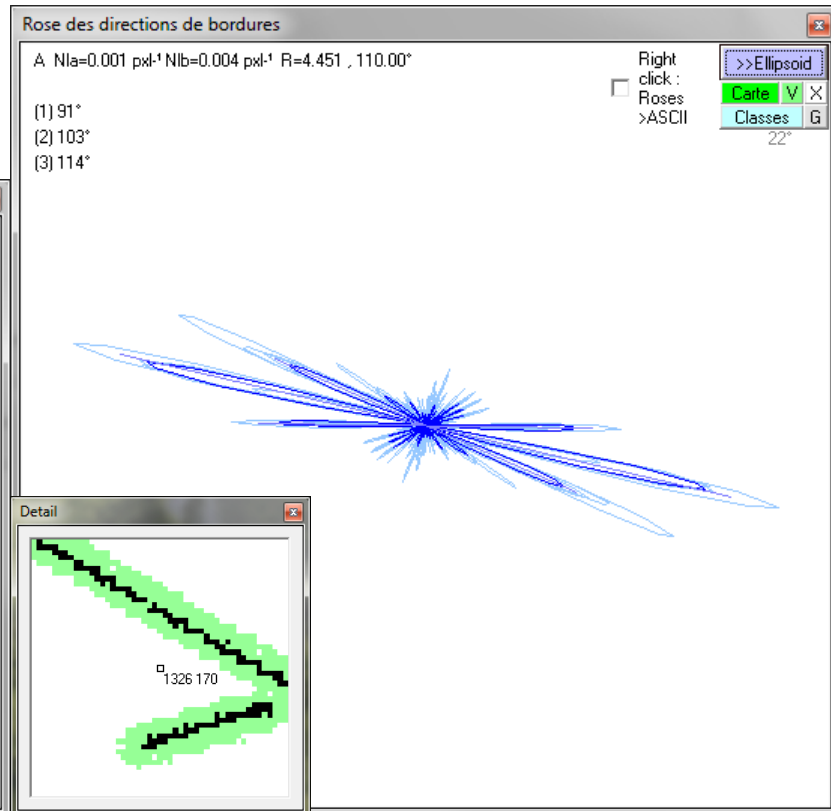 Rose des directions de bordures
A NIa=0.001 pxl-¹ NIb=0.004 pxl-¹ R=4.451 , 110.00°
(1) 91°
(2) 103°
(3) 114°
Right
click :
Roses
>ASCII
>>Ellipsoid
Carte V X
Classes G
22°
Detail
1326 170